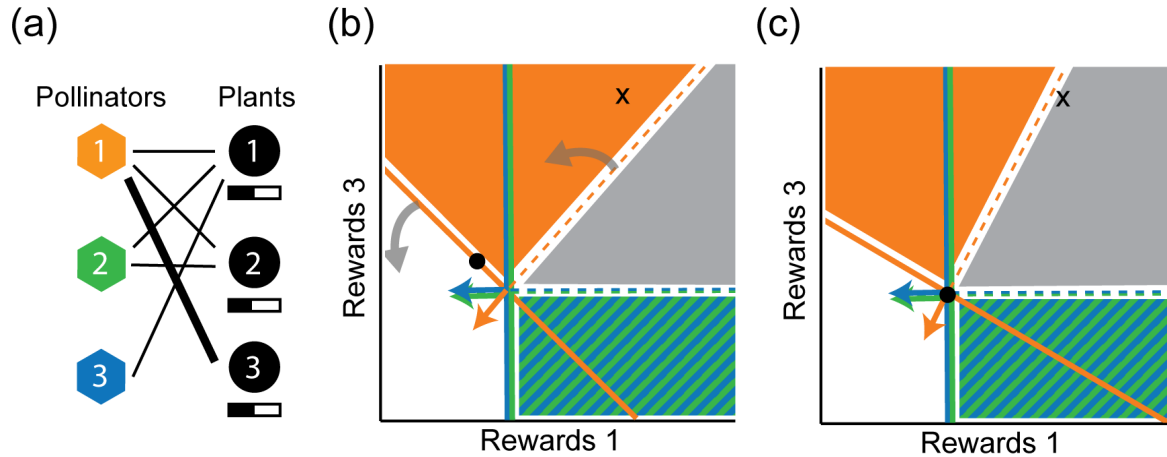 (a)
Pollinators Plants
1 1
2 2
3 3
(b)
x
Rewards 3
Rewards 1
(c)
x
Rewards 3
Rewards 1